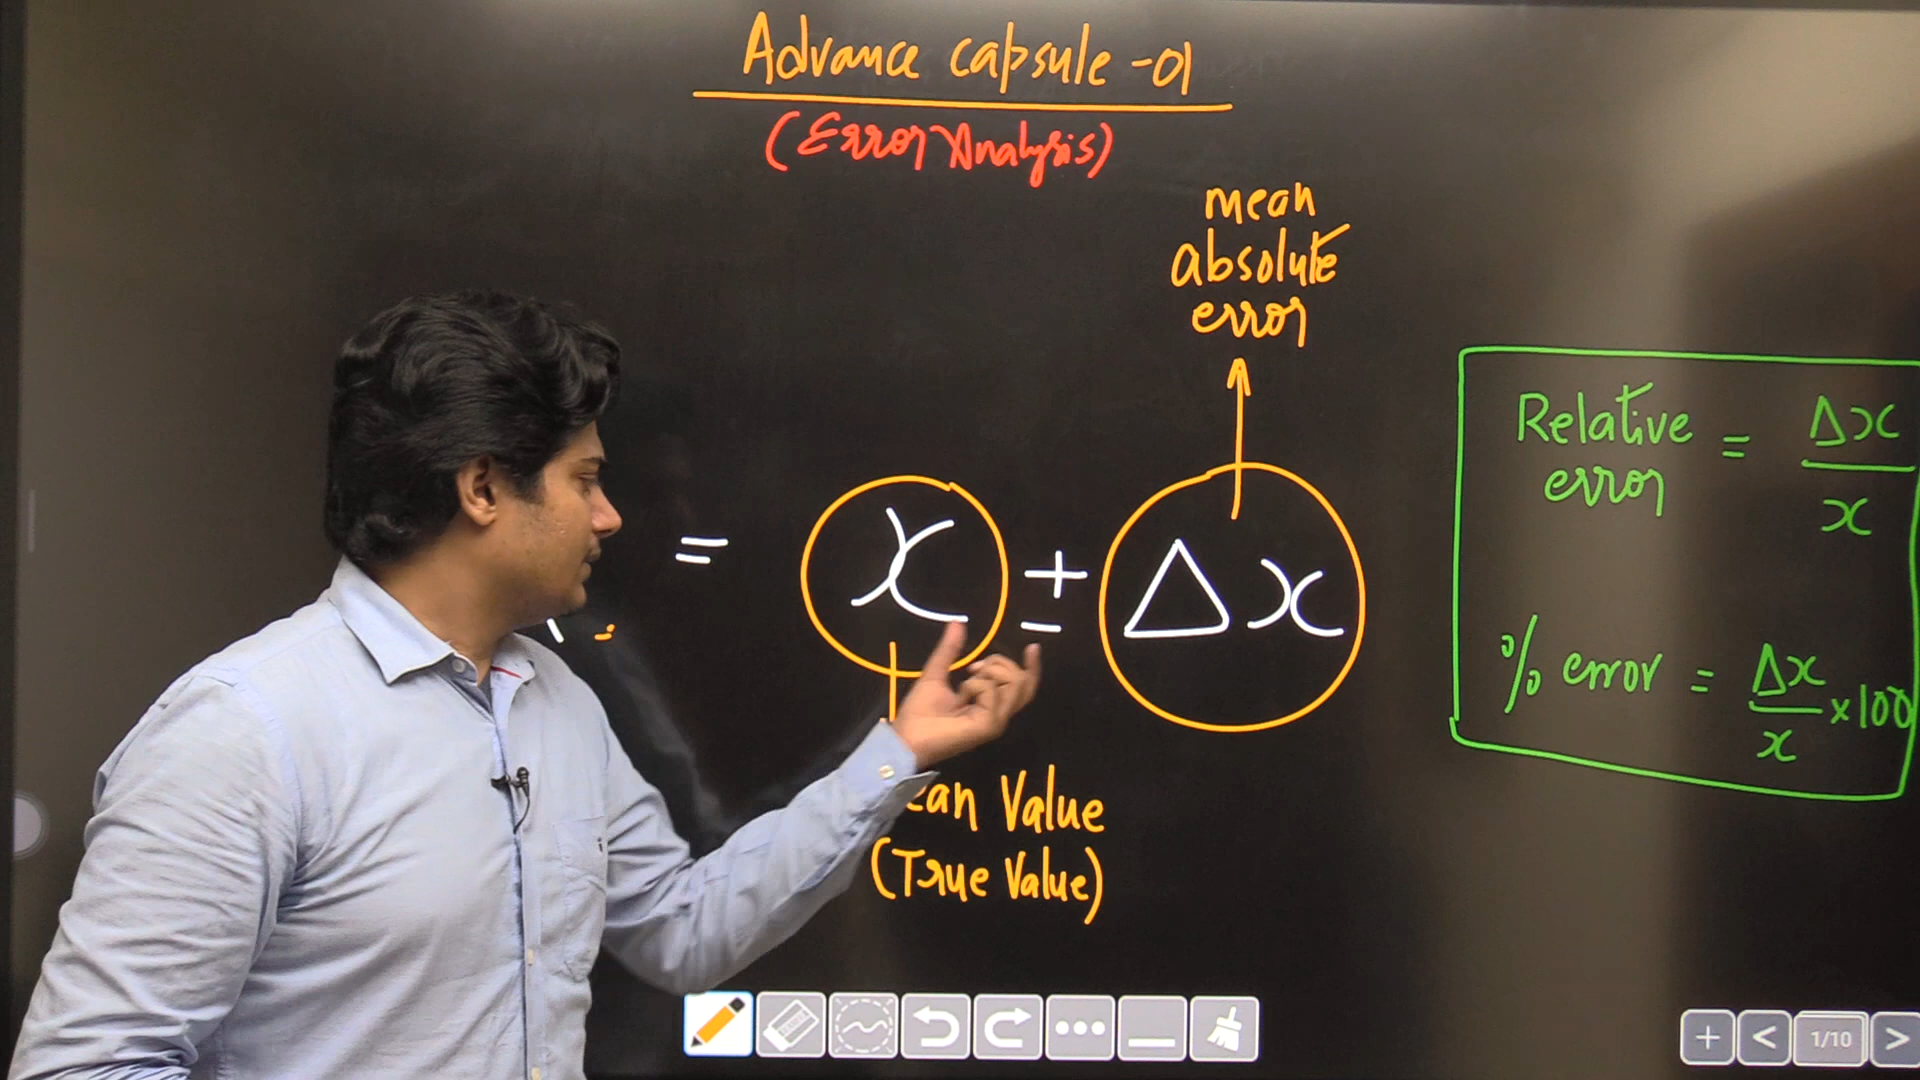 Advance capsule -01
(Error Analysis)
mean
absolute
error
= x ± Δx
ean Value
(True Value)
Relative error = Δx/x
% error = Δx/x ×100
1/10